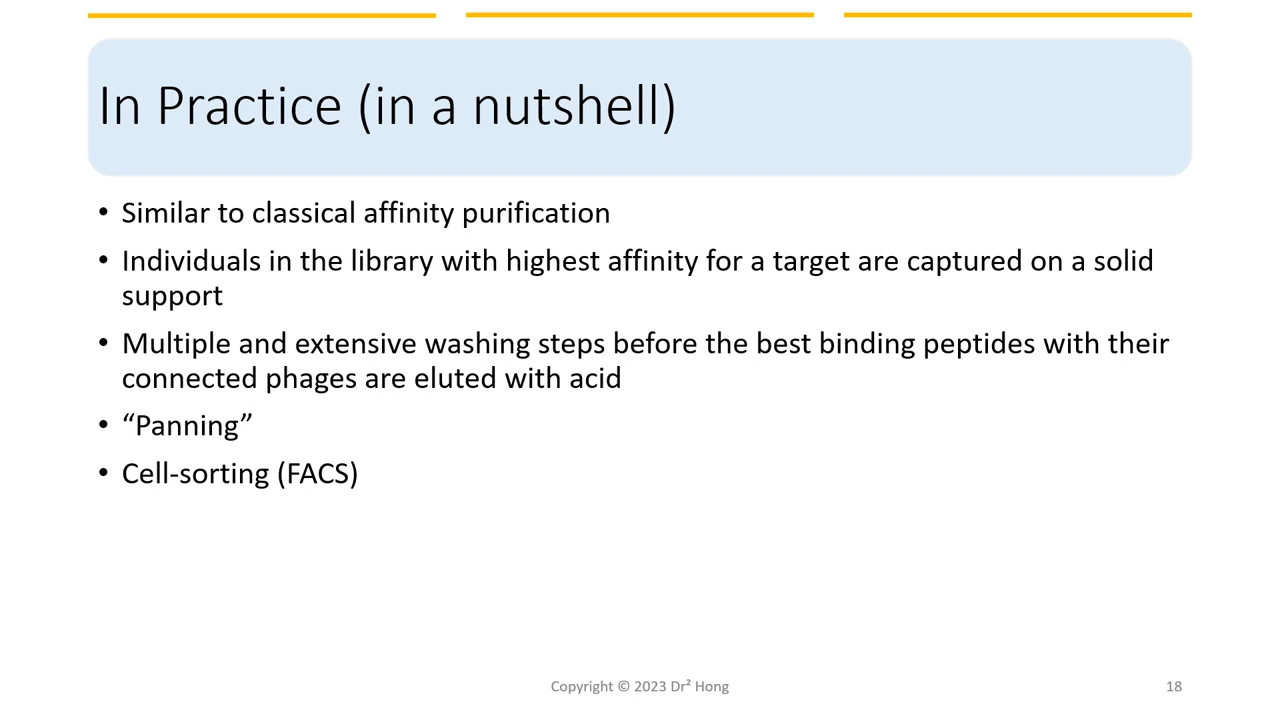 In Practice (in a nutshell)
• Similar to classical affinity purification
• Individuals in the library with highest affinity for a target are captured on a solid
support
• Multiple and extensive washing steps before the best binding peptides with their
connected phages are eluted with acid
• “Panning”
• Cell-sorting (FACS)
Copyright © 2023 Dr² Hong
18